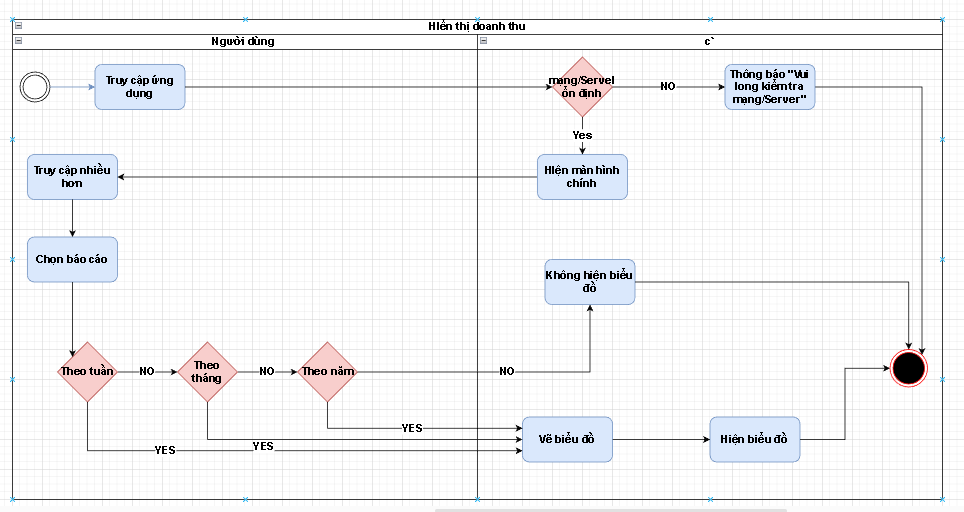 Hiển thị doanh thu
Người dùng
c`
Truy cập ứng
dụng
mạng/Servel
ổn định
NO
Thông báo "Vui
long kiểm tra
mạng/Server"
Yes
Truy cập nhiều
hơn
Hiện màn hình
chính
Chọn báo cáo
Không hiện biểu
đồ
Theo tuần
NO
Theo
tháng
NO
Theo năm
NO
YES
YES
YES
Vẽ biểu đồ
Hiện biểu đồ